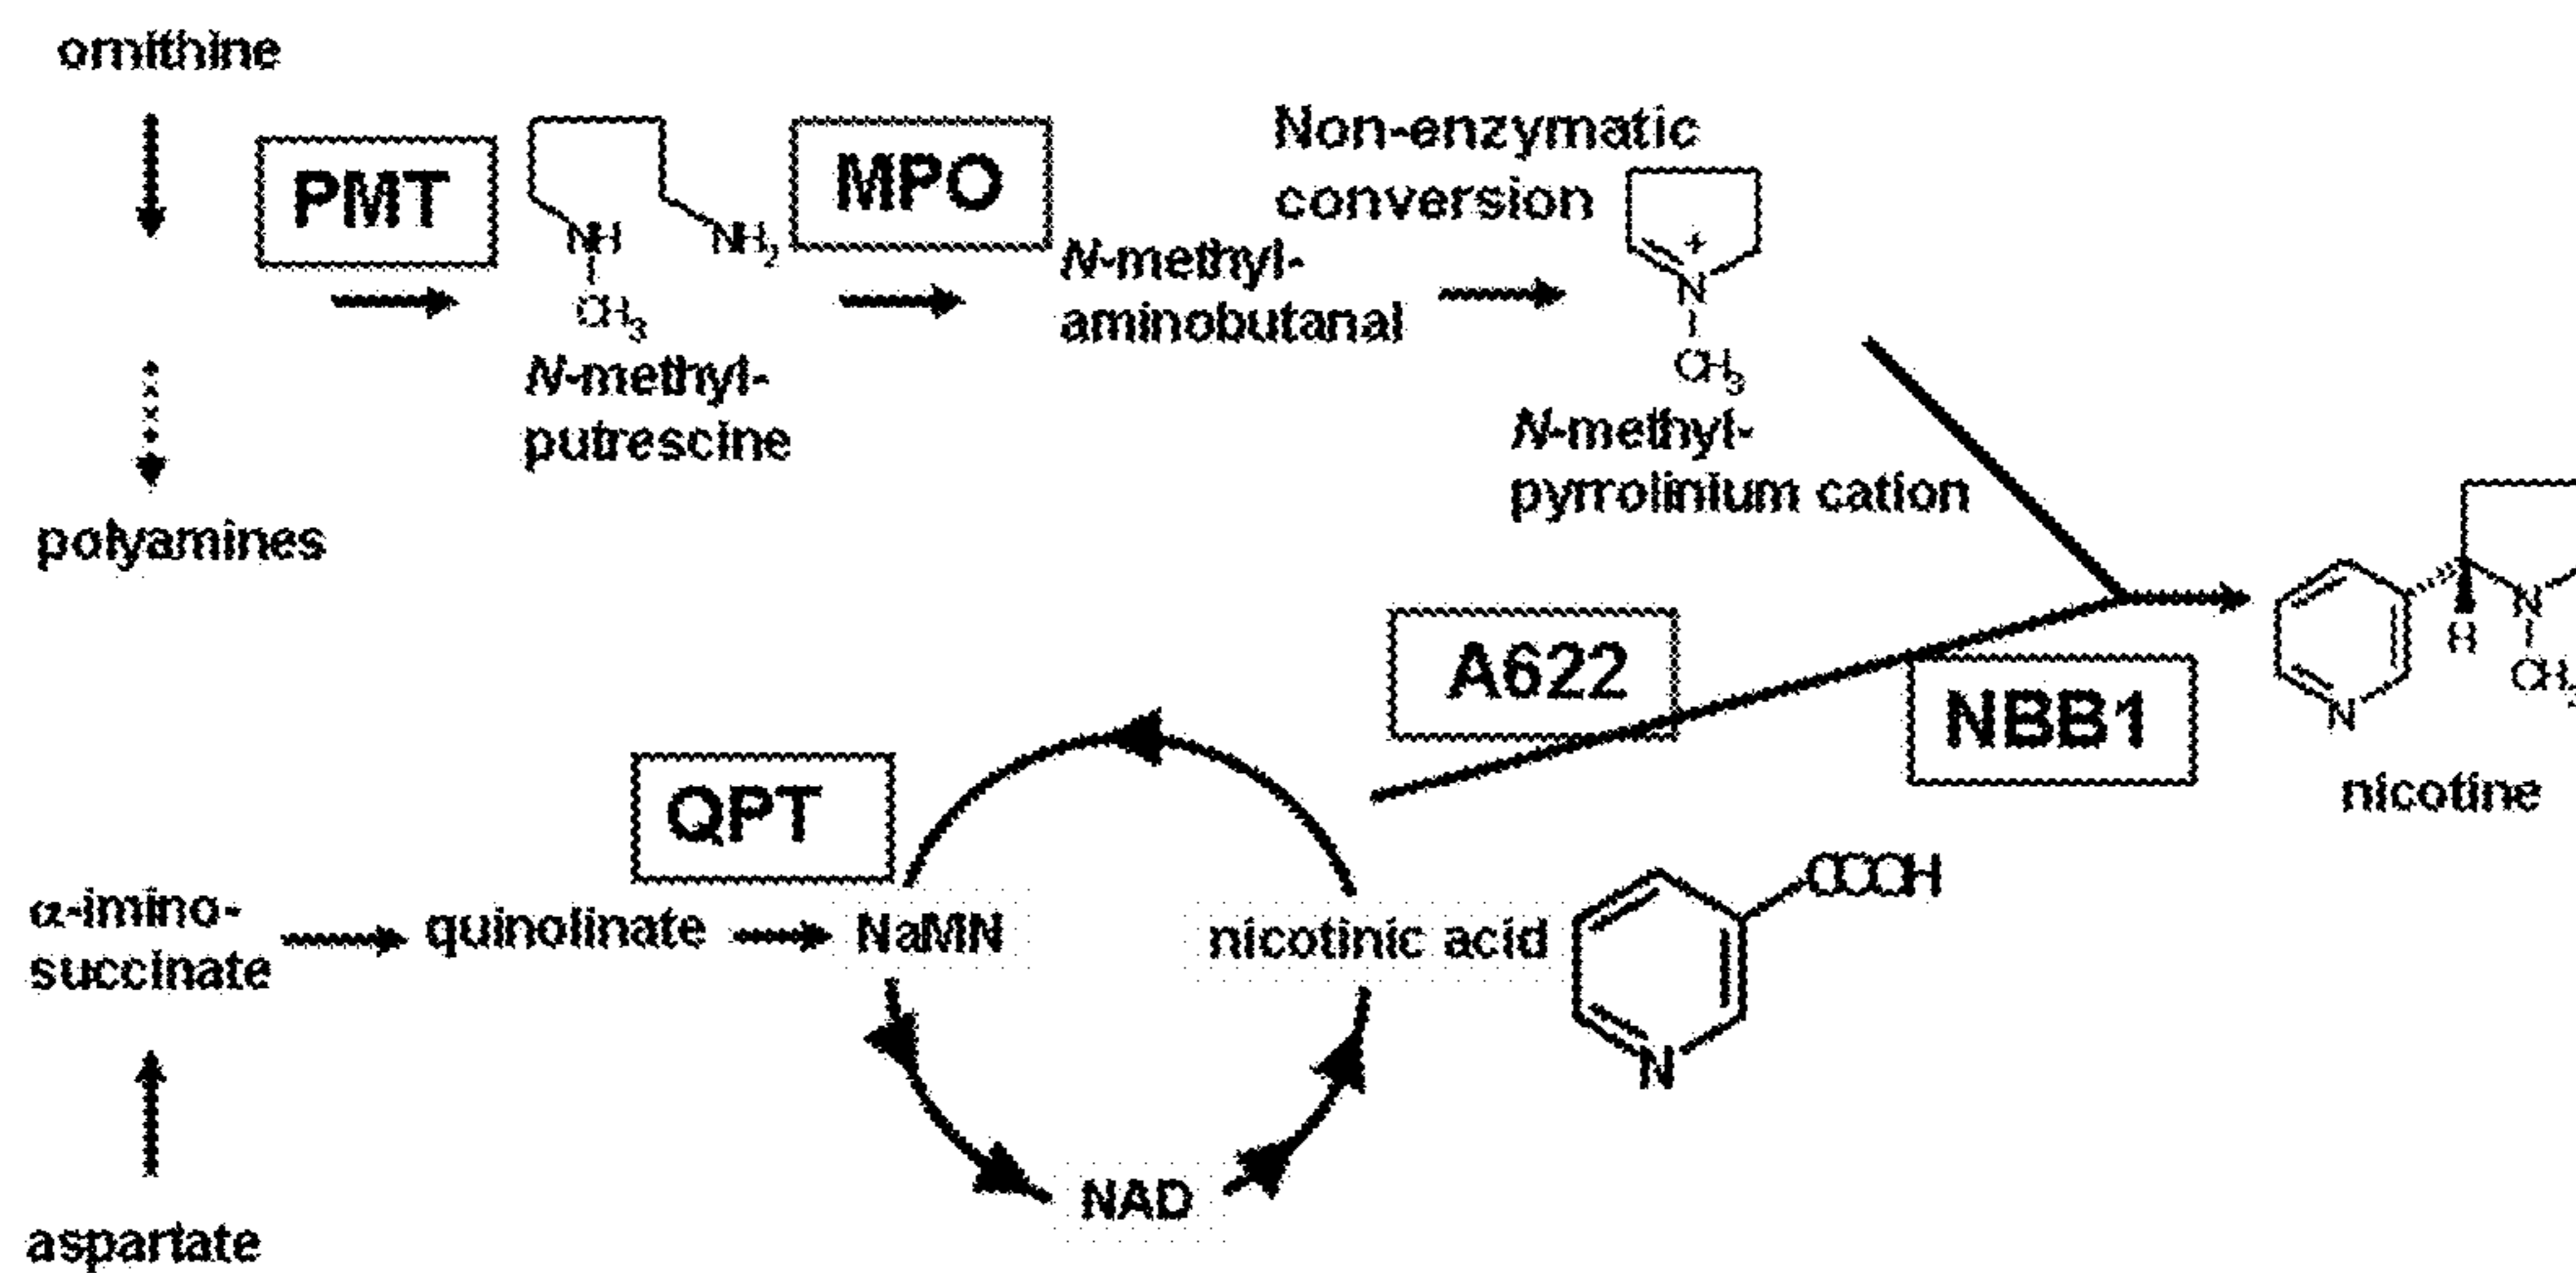 ornithine
PMT
NH
NH2
CH3
N-methyl-
putrescine
MPO
N-methyl-
aminobutanal
Non-enzymatic
conversion
+
N
CH3
N-methyl-
pyrrolinium cation
polyamines
A622
NBB1
N
H
N
CH3
nicotine
QPT
α-imino-
succinate
quinolinate
NaMN
nicotinic acid
COOH
N
NAD
aspartate